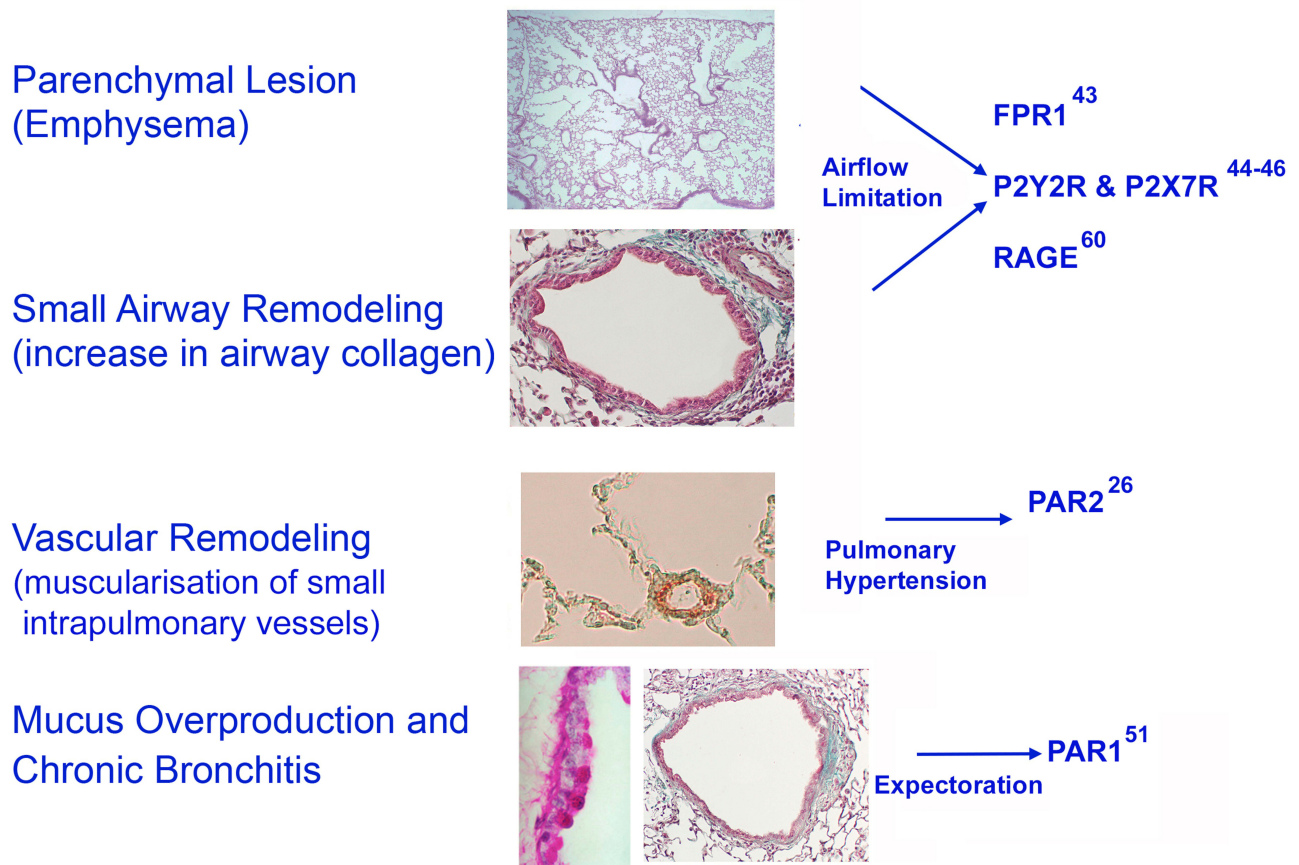 Parenchymal Lesion
(Emphysema)
FPR1 43
Airflow
Limitation
P2Y2R & P2X7R 44-46
RAGE 60
Small Airway Remodeling
(increase in airway collagen)
Vascular Remodeling
(muscularisation of small
intrapulmonary vessels)
PAR2 26
Pulmonary
Hypertension
Mucus Overproduction and
Chronic Bronchitis
PAR1 51
Expectoration